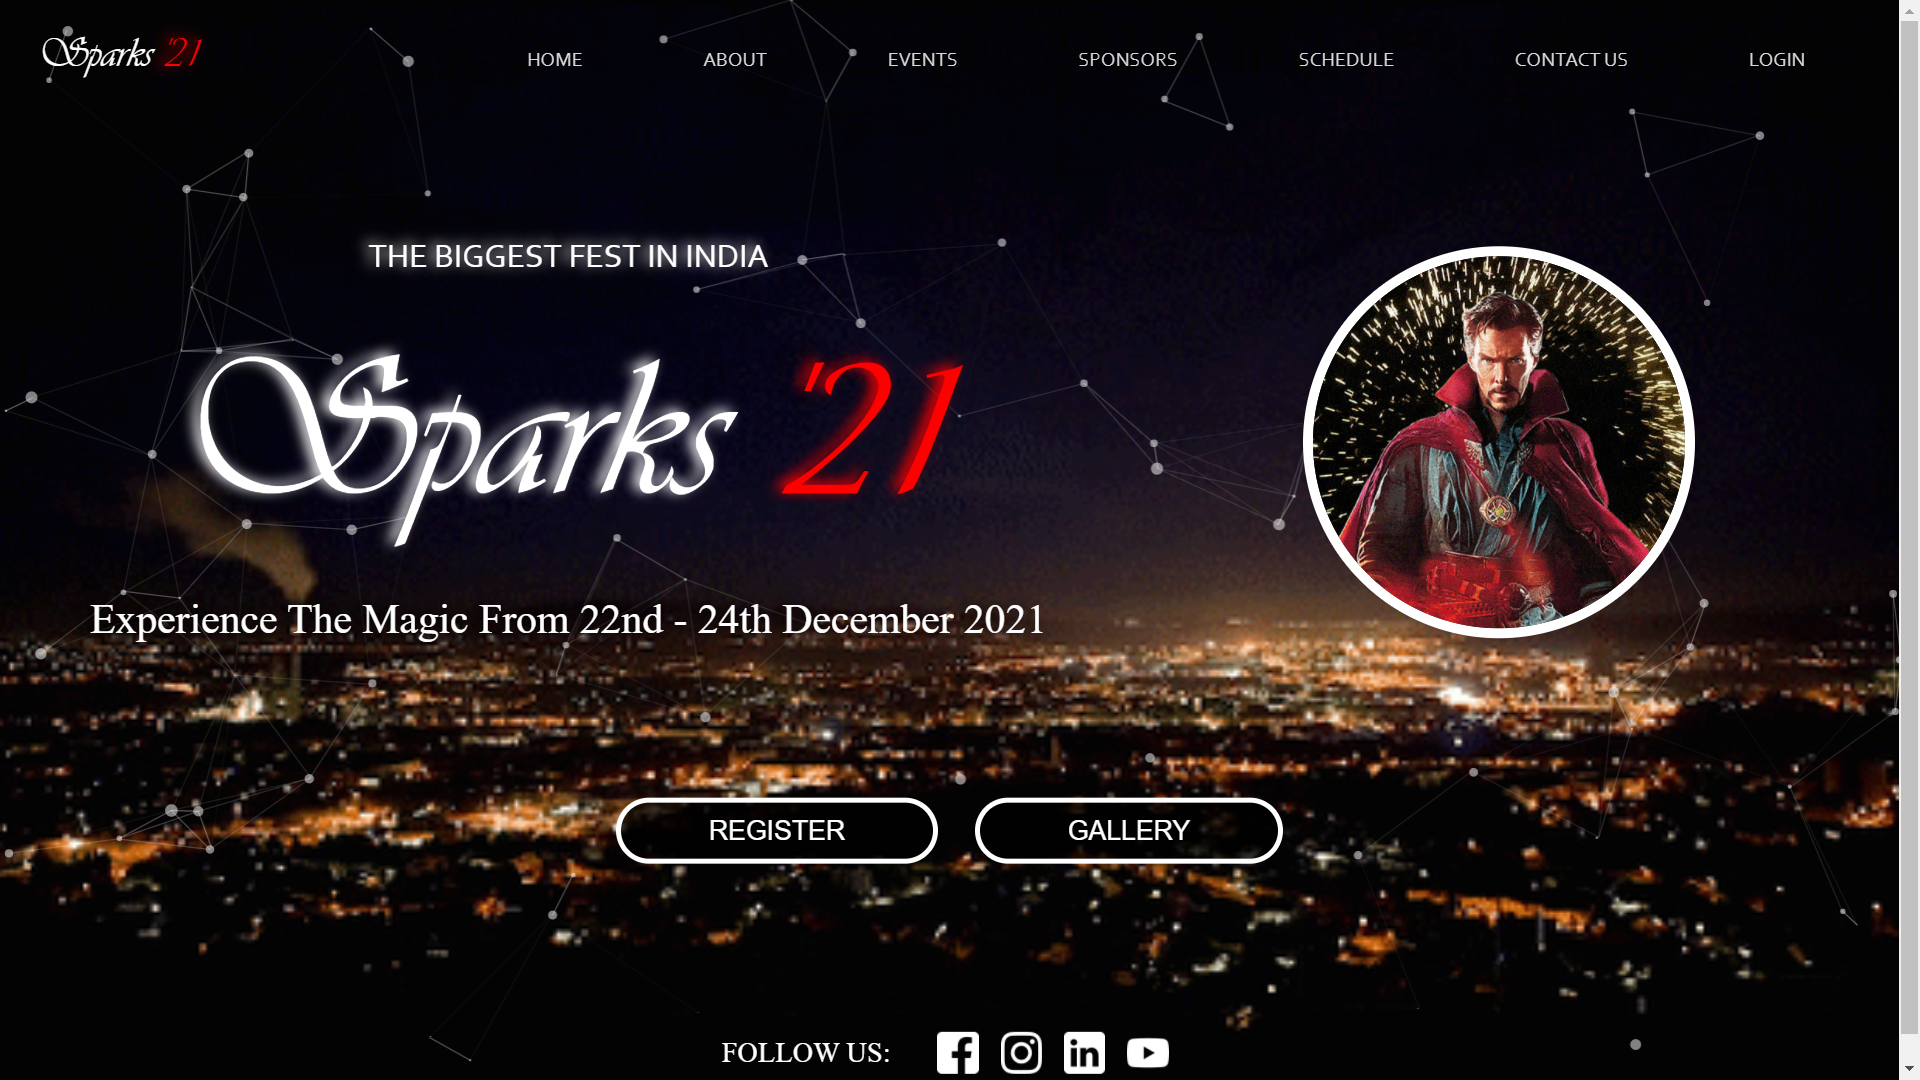 Sparks '21
HOME ABOUT EVENTS SPONSORS SCHEDULE CONTACT US LOGIN
THE BIGGEST FEST IN INDIA
Sparks '21
Experience The Magic From 22nd - 24th December 2021
REGISTER GALLERY
FOLLOW US: